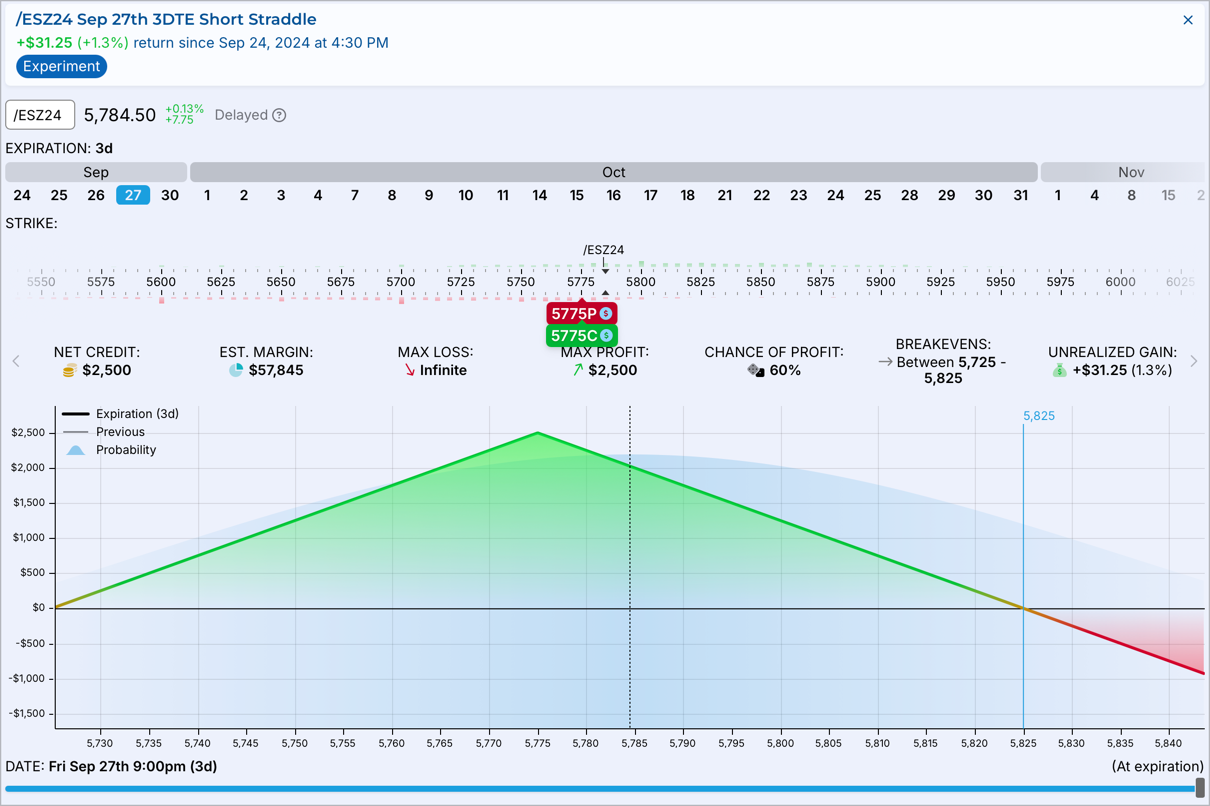 /ESZ24 Sep 27th 3DTE Short Straddle
+$31.25 (+1.3%) return since Sep 24, 2024 at 4:30 PM
Experiment
/ESZ24 5,784.50 +0.13% +7.75 Delayed ?
EXPIRATION: 3d
Sep Oct Nov
24 25 26 27 30 1 2 3 4 7 8 9 10 11 14 15 16 17 18 21 22 23 24 25 28 29 30 31 1 4 8 15 2
STRIKE:
/ESZ24
5550 5575 5600 5625 5650 5675 5700 5725 5750 5775 5800 5825 5850 5875 5900 5925 5950 5975 6000 6025
5775P $
5775C $
NET CREDIT:
$2,500
EST. MARGIN:
$57,845
MAX LOSS:
Infinite
MAX PROFIT:
$2,500
CHANCE OF PROFIT:
60%
BREAKEVENS:
Between 5,725 -
5,825
UNREALIZED GAIN:
+$31.25 (1.3%)
Expiration (3d)
Previous
Probability
5,825
$2,500
$2,000
$1,500
$1,000
$500
$0
-$500
-$1,000
-$1,500
5,730 5,735 5,740 5,745 5,750 5,755 5,760 5,765 5,770 5,775 5,780 5,785 5,790 5,795 5,800 5,805 5,810 5,815 5,820 5,825 5,830 5,835 5,840
DATE: Fri Sep 27th 9:00pm (3d) (At expiration)